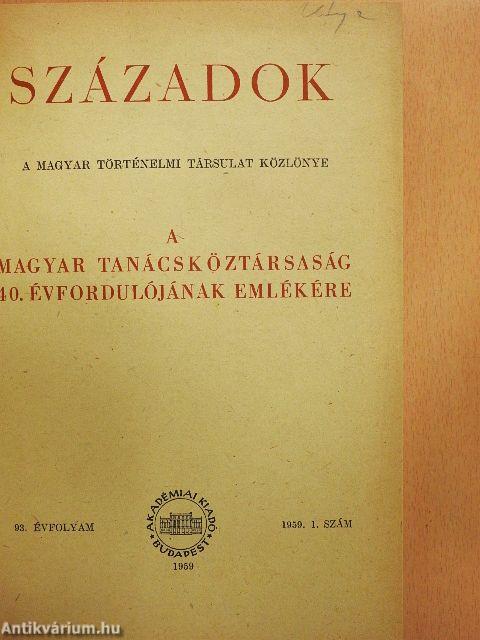 SZÁZADOK
A MAGYAR TÖRTÉNELMI TÁRSULAT KÖZLÖNYE
A
MAGYAR TANÁCSKÖZTÁRSASÁG
40. ÉVFORDULÓJÁNAK EMLÉKÉRE
93. ÉVFOLYAM
AKADÉMIAI KIADÓ
BUDAPEST
1959
1959. 1. SZÁM
Antikvárium.hu